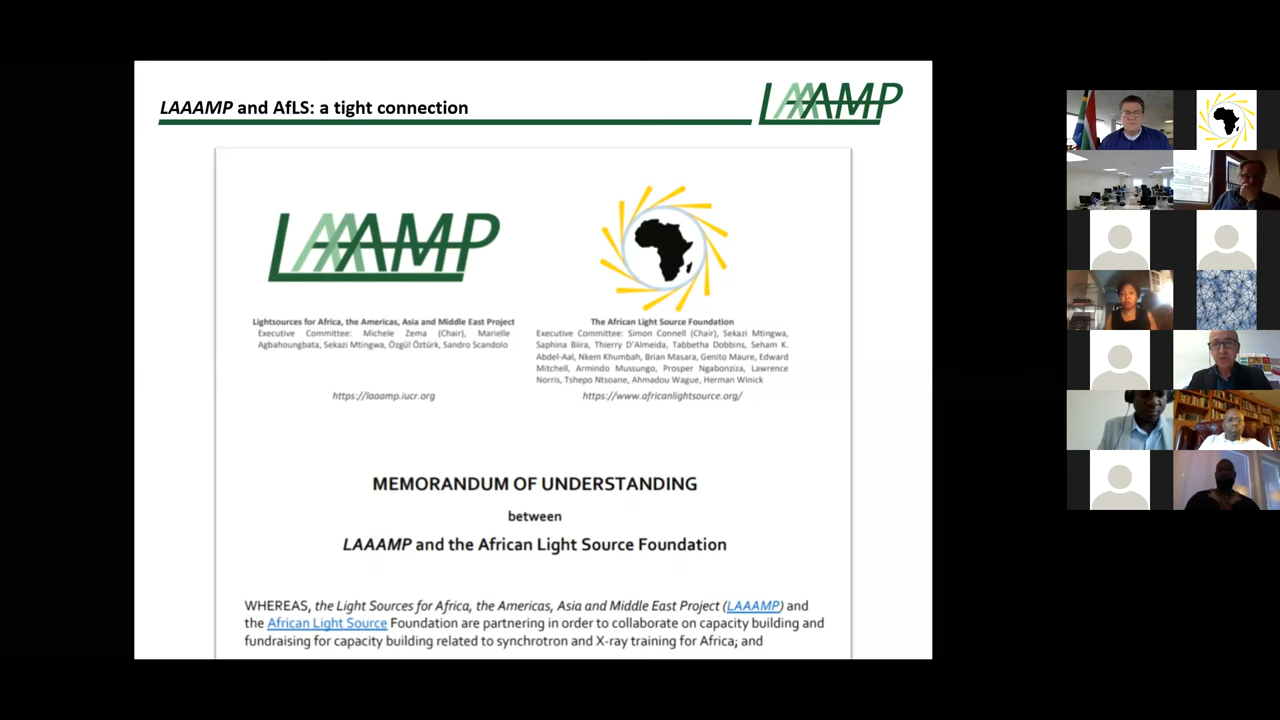 LAAAMP and AfLS: a tight connection
LAAAMP
LAAAMP
Lightsources for Africa, the Americas, Asia and Middle East Project
Executive Committee: Michele Zema (Chair), Marielle
Agbahoungbata, Sekazi Mtingwa, Özgül Öztürk, Sandro Scandolo
https://laaamp.iucr.org
The African Light Source Foundation
Executive Committee: Simon Connell (Chair), Sekazi Mtingwa,
Saphina Biira, Thierry D'Almeida, Tabbetha Dobbins, Seham K.
Abdel-Aal, Nkem Khumbah, Brian Masara, Genito Maure, Edward
Mitchell, Armindo Mussungo, Prosper Ngabonziza, Lawrence
Norris, Tshepo Ntsoane, Ahmadou Wague, Herman Winick
https://www.africanlightsource.org/
MEMORANDUM OF UNDERSTANDING
between
LAAAMP and the African Light Source Foundation
WHEREAS, the Light Sources for Africa, the Americas, Asia and Middle East Project (LAAAMP) and
the African Light Source Foundation are partnering in order to collaborate on capacity building and
fundraising for capacity building related to synchrotron and X-ray training for Africa; and